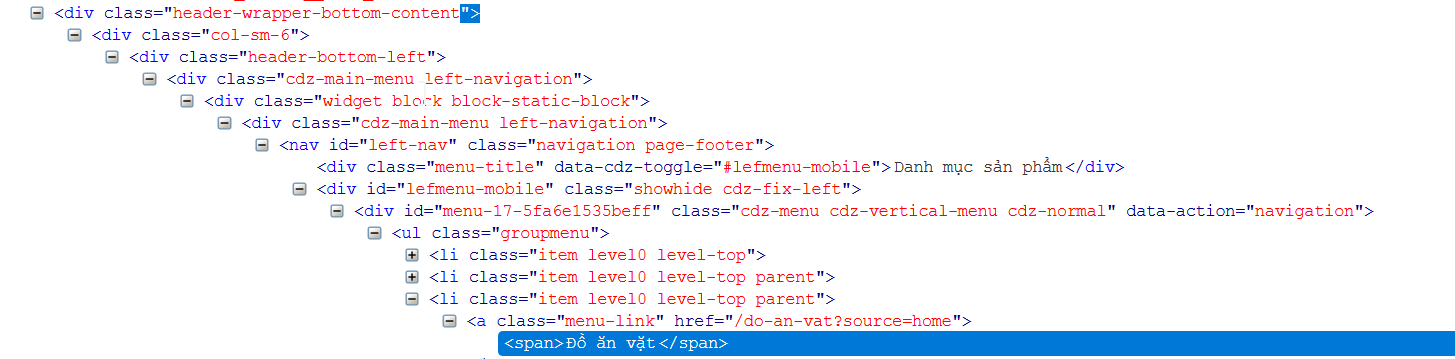 <div class="header-wrapper-bottom-content">
<div class="col-sm-6">
<div class="header-bottom-left">
<div class="cdz-main-menu left-navigation">
<div class="widget block block-static-block">
<div class="cdz-main-menu left-navigation">
<nav id="left-nav" class="navigation page-footer">
<div class="menu-title" data-cdz-toggle="#lefmenu-mobile">Danh mục sản phẩm</div>
<div id="lefmenu-mobile" class="showhide cdz-fix-left">
<div id="menu-17-5fa6e1535beff" class="cdz-menu cdz-vertical-menu cdz-normal" data-action="navigation">
<ul class="groupmenu">
<li class="item level0 level-top">
<li class="item level0 level-top parent">
<li class="item level0 level-top parent">
<a class="menu-link" href="/do-an-vat?source=home">
<span>Đồ ăn vặt</span>